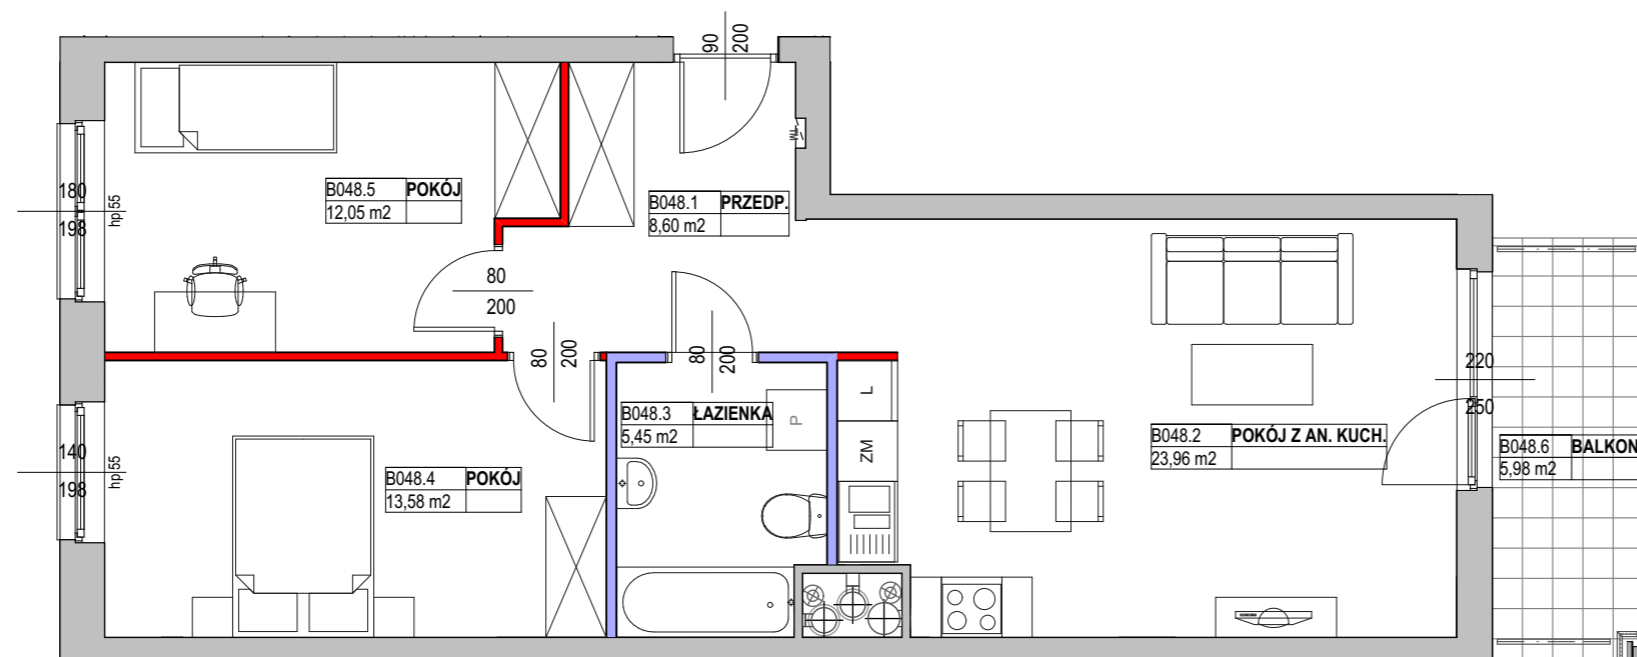 90
200
180
198
hp 55
B048.5 POKÓJ
12,05 m2
B048.1 PRZEDP.
8,60 m2
TM
80
200
80
200
80
200
B048.3 ŁAZIENKA
5,45 m2
P
L
ZM
220
250
B048.2 POKÓJ Z AN. KUCH.
23,96 m2
B048.6 BALKON
5,98 m2
140
198
hp 55
B048.4 POKÓJ
13,58 m2